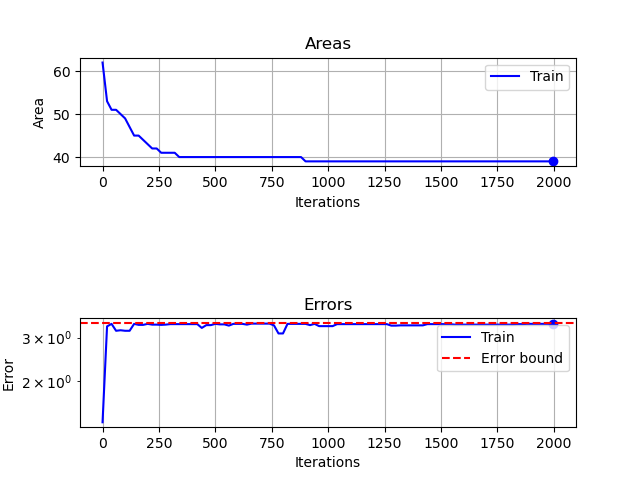 Areas
60
50
40
Area
Train
0 250 500 750 1000 1250 1500 1750 2000
Iterations
Errors
3 × 10⁰
2 × 10⁰
Error
Train
Error bound
0 250 500 750 1000 1250 1500 1750 2000
Iterations